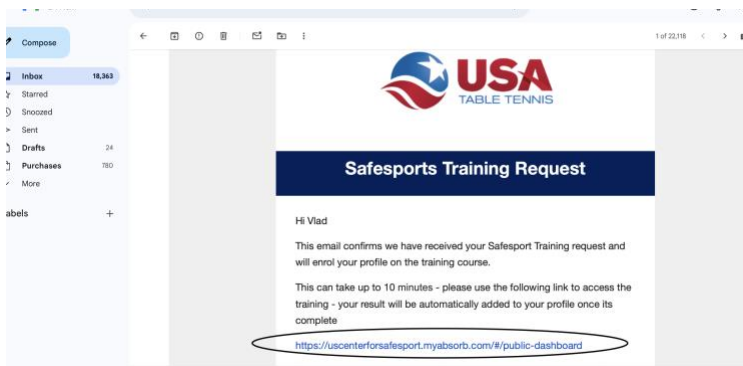 Compose
1 of 22,118
Inbox 18,363
Starred
Snoozed
Sent
Drafts 24
Purchases 780
More
abels +
USA
TABLE TENNIS
Safesports Training Request
Hi Vlad
This email confirms we have received your Safesport Training request and
will enrol your profile on the training course.
This can take up to 10 minutes - please use the following link to access the
training - your result will be automatically added to your profile once its
complete
https://uscenterforsafesport.myabsorb.com/#/public-dashboard